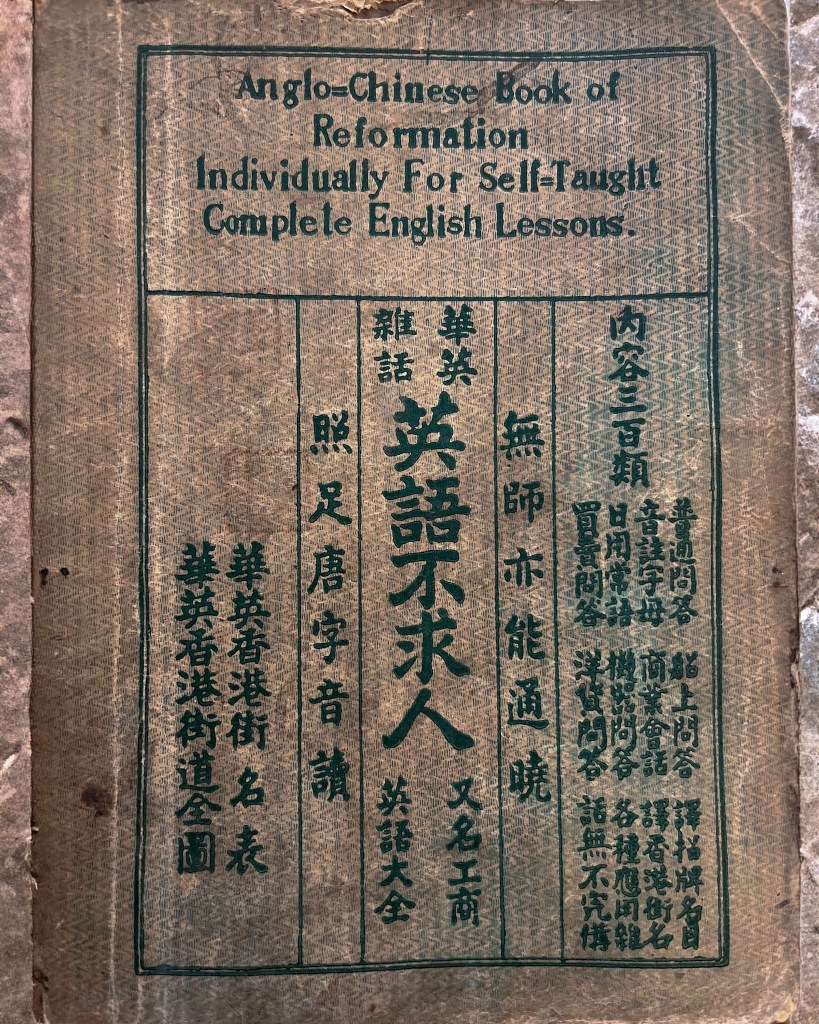 Anglo=Chinese Book of
Reformation
Individually For Self=Taught
Complete English Lessons.
內容三百類
普通問答 船上問答 譯招牌名目
音註字母 商業會話 譯香港街名
日用常語 機器問答 各種應用雜
買賣問答 洋貨問答 話無不完備
無師亦能通曉
華英
雜話
英語不求人
又名工商
英語大全
照足唐字音讀
華英香港街名表
華英香港街道全圖